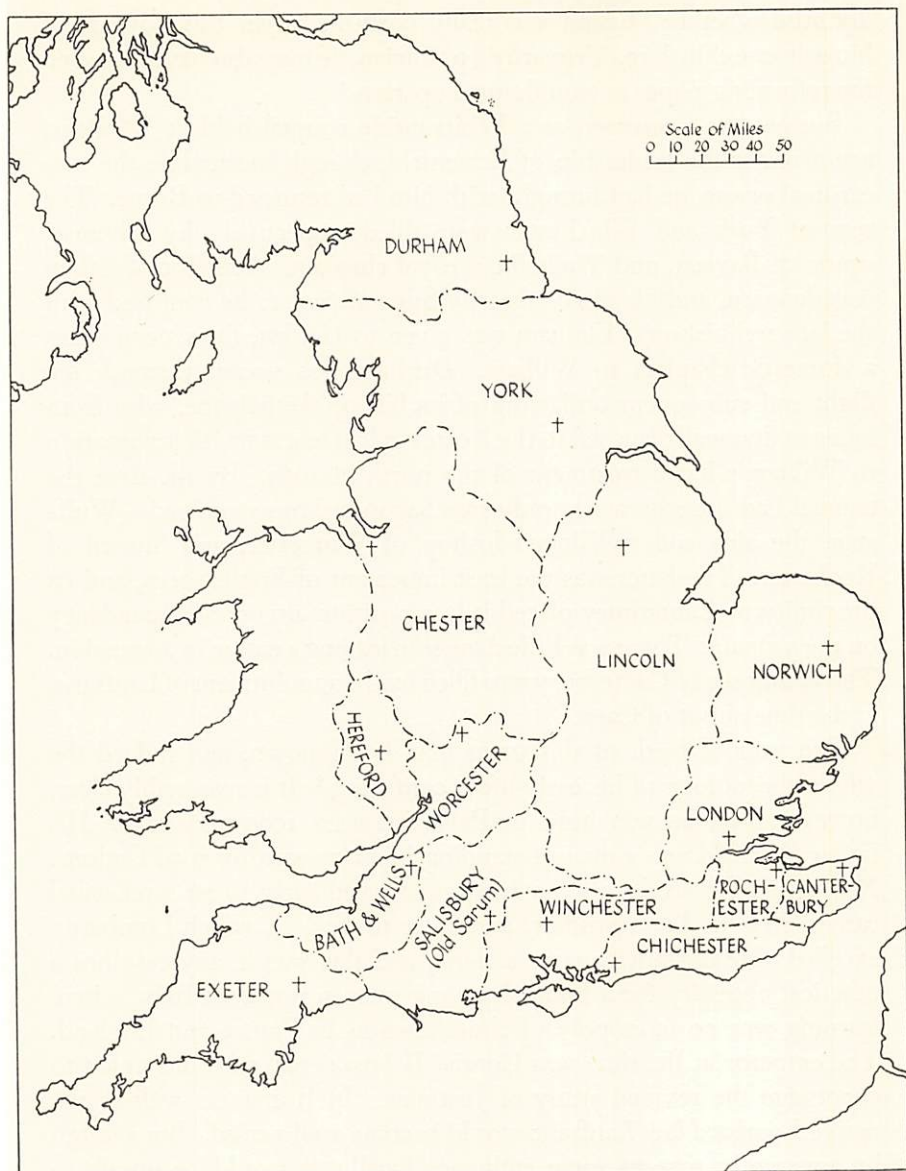 Scale of Miles
0 10 20 30 40 50
DURHAM
YORK
CHESTER
LINCOLN
NORWICH
HEREFORD
WORCESTER
LONDON
BATH & WELLS
SALISBURY
(Old Sarum)
WINCHESTER
ROCH-
ESTER
CANTER-
BURY
CHICHESTER
EXETER